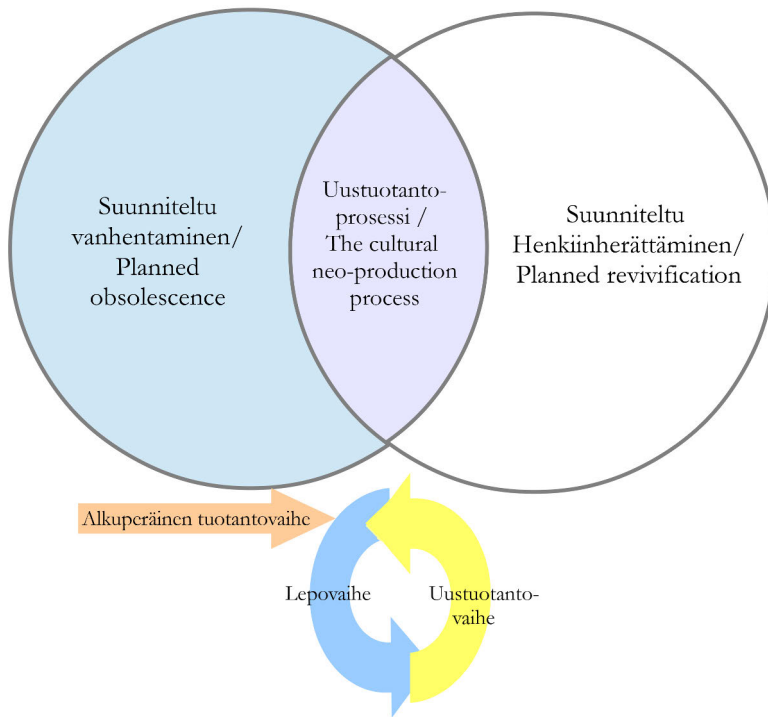 Suunniteltu
vanhentaminen/
Planned
obsolescence
Uustuotanto-
prosessi /
The cultural
neo-production
process
Suunniteltu
Henkiinherättäminen/
Planned revivification
Alkuperäinen tuotantovaihe
Lepovaihe
Uustuotanto-
vaihe